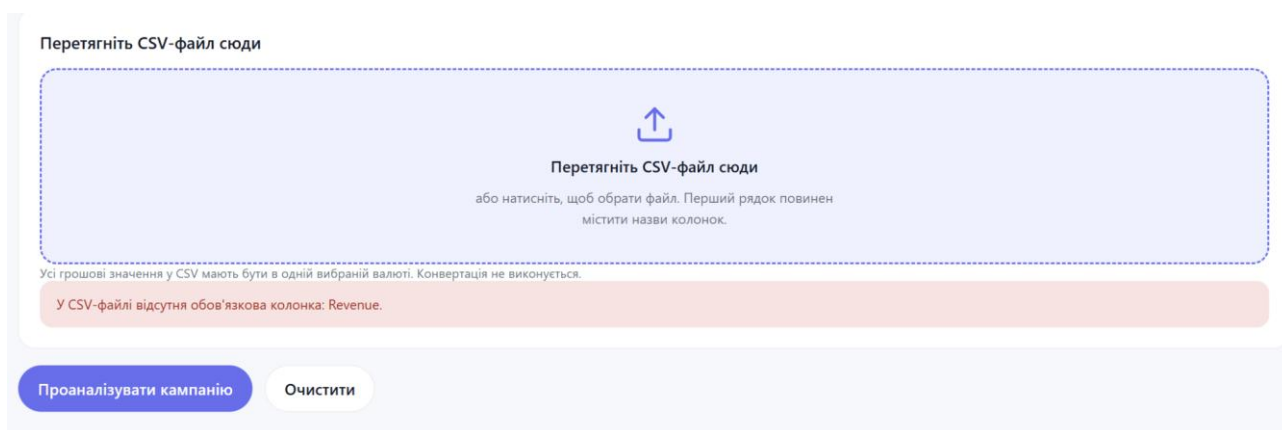 Перетягніть CSV-файл сюди
Перетягніть CSV-файл сюди
або натисніть, щоб обрати файл. Перший рядок повинен
містити назви колонок.
Усі грошові значення у CSV мають бути в одній вибраній валюті. Конвертація не виконується.
У CSV-файлі відсутня обов'язкова колонка: Revenue.
Проаналізувати кампанію
Очистити